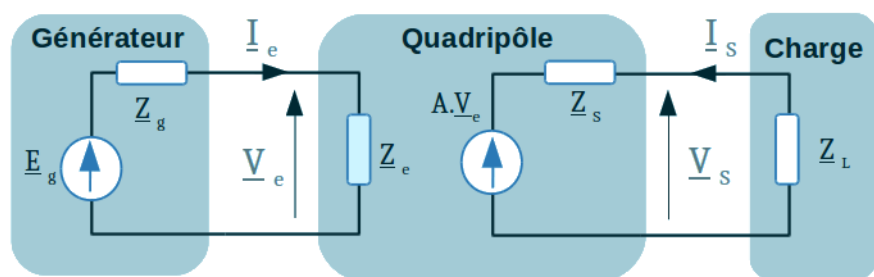 Générateur
I e
Quadripôle
I S
Charge
Z g
A.V e
Z s
E g
V e
Z e
V S
Z L